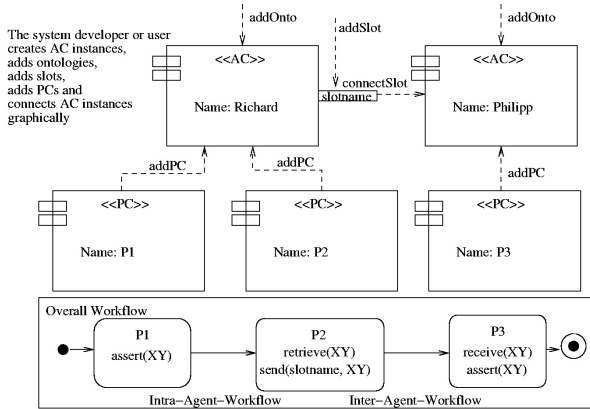 The system developer or user
creates AC instances,
adds ontologies,
adds slots,
adds PCs and
connects AC instances
graphically
addOnto
addSlot
addOnto
<<AC>>
Name: Richard
slotname
connectSlot
<<AC>>
Name: Philipp
addPC
addPC
addPC
<<PC>>
Name: P1
<<PC>>
Name: P2
<<PC>>
Name: P3
Overall Workflow
P1
assert(XY)
P2
retrieve(XY)
send(slotname, XY)
P3
receive(XY)
assert(XY)
Intra-Agent-Workflow
Inter-Agent-Workflow